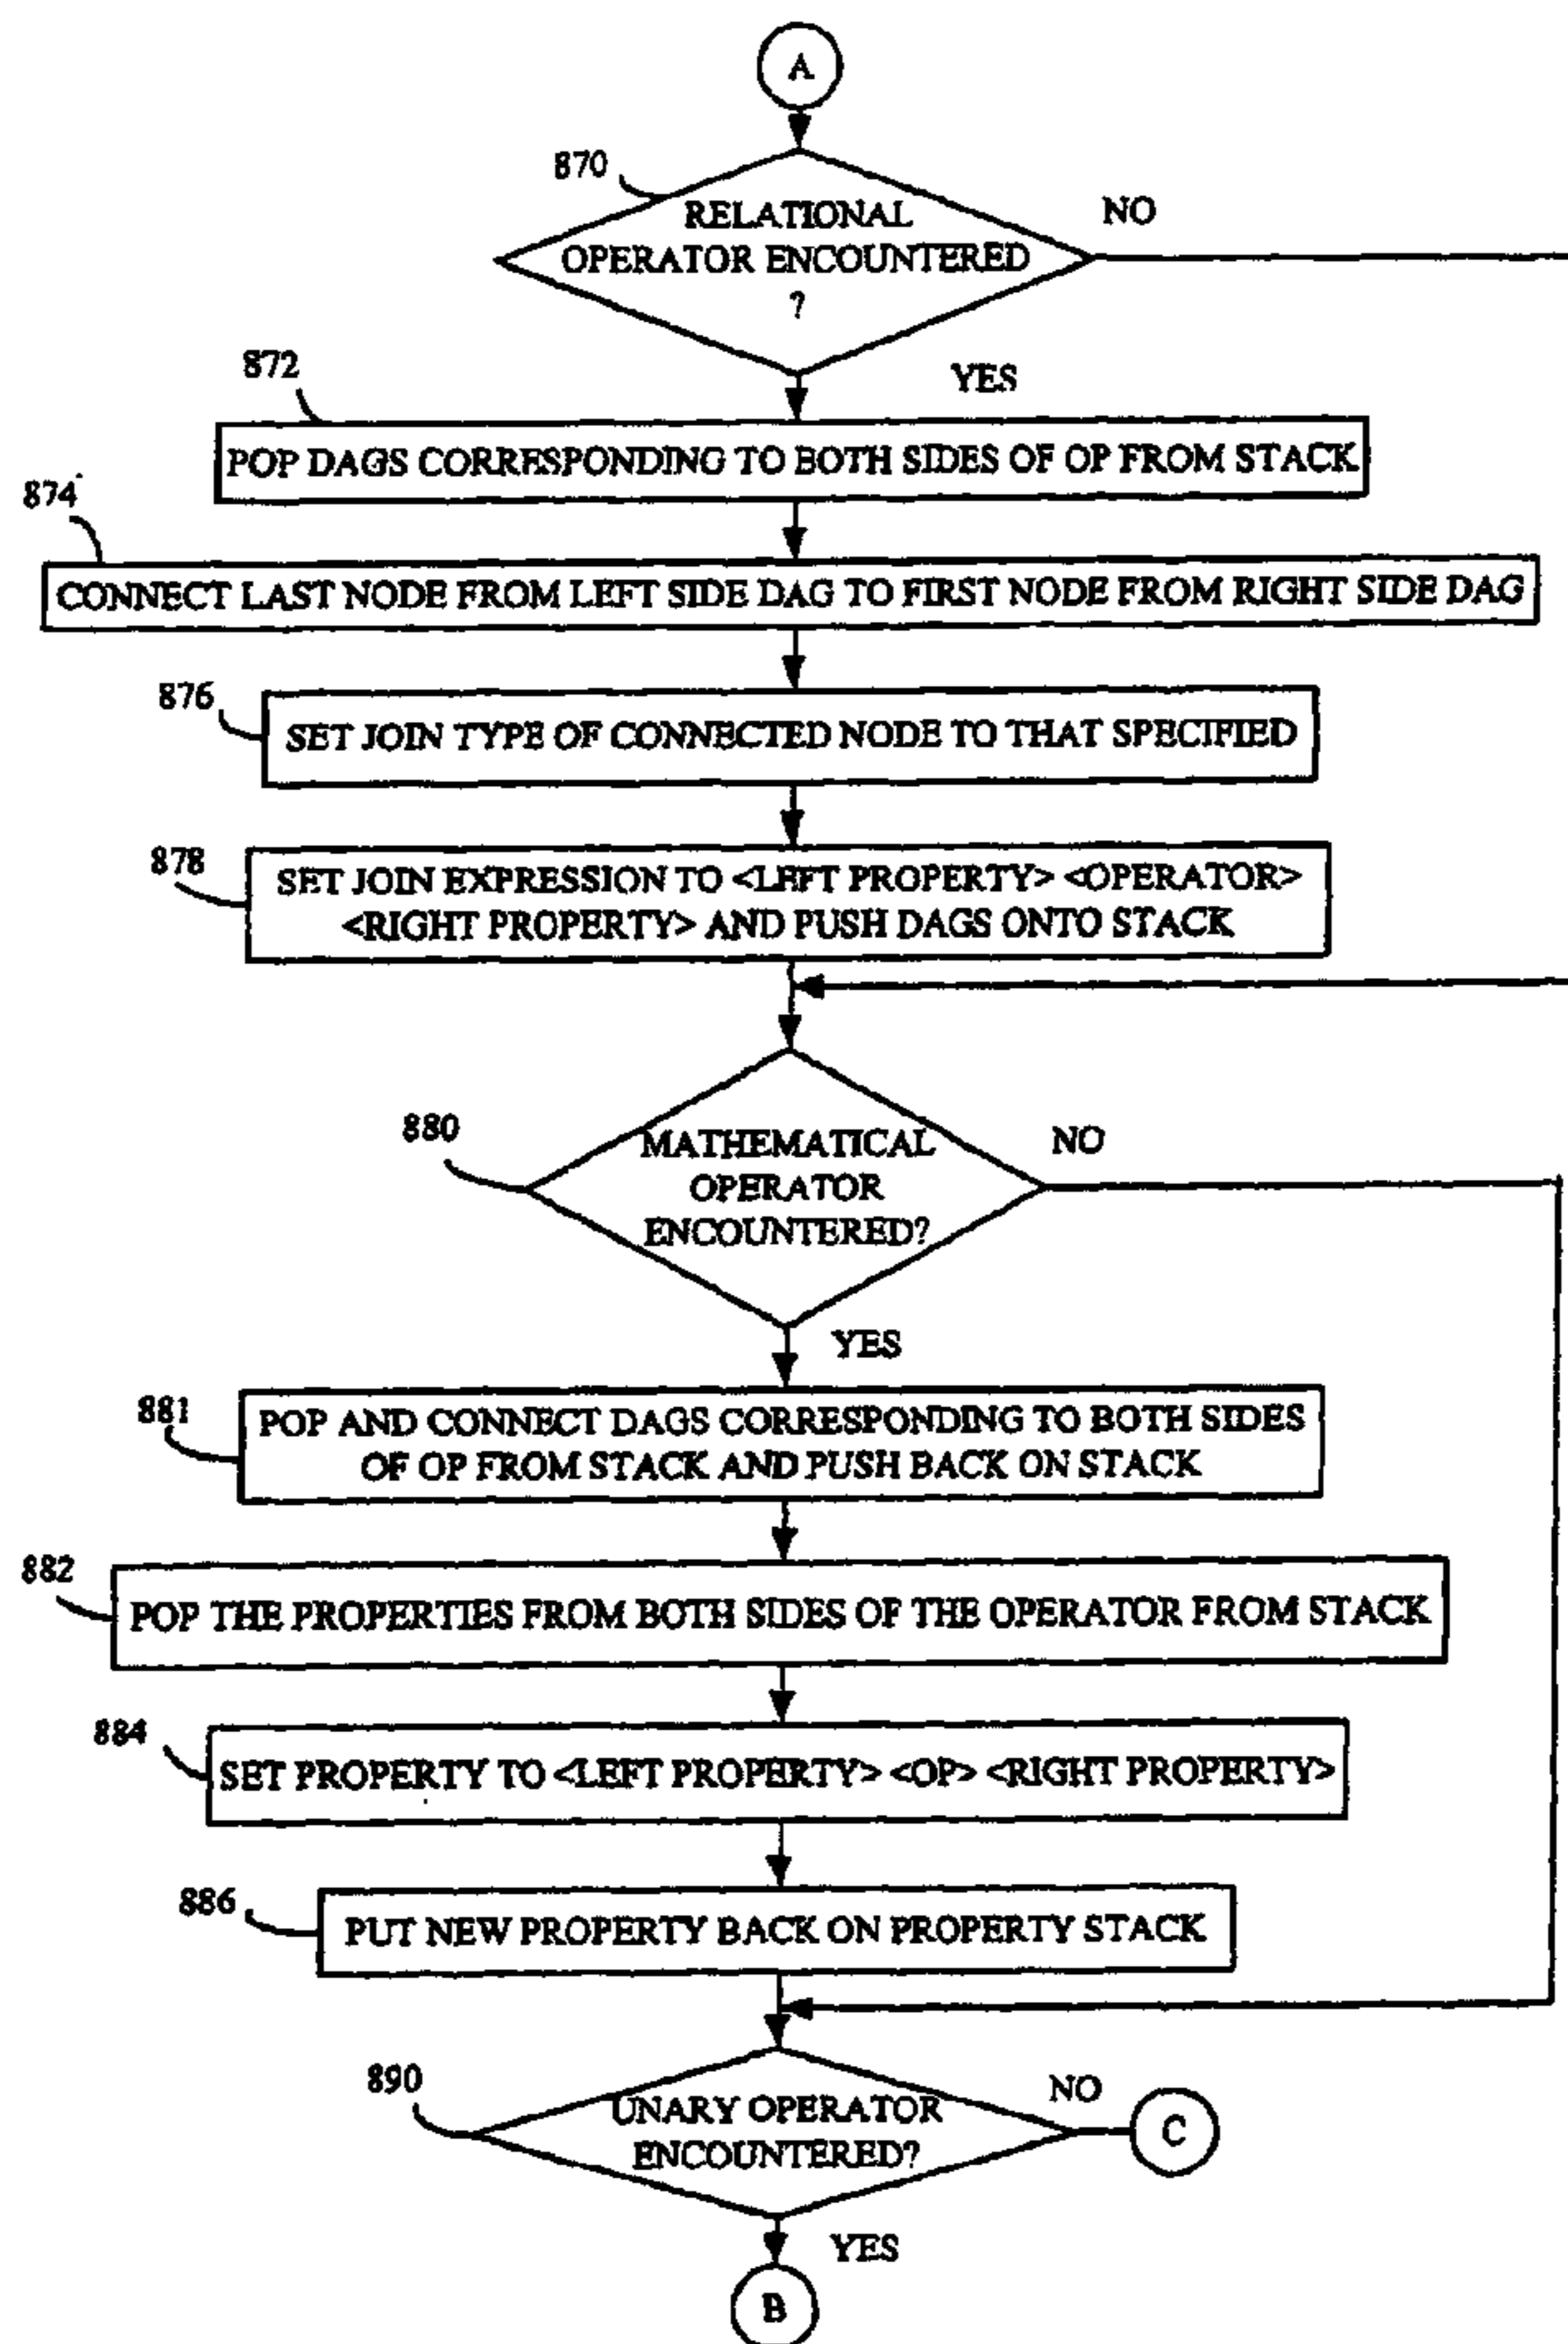 A
870
RELATIONAL
OPERATOR ENCOUNTERED
?
NO
YES
872
POP DAGS CORRESPONDING TO BOTH SIDES OF OP FROM STACK
874
CONNECT LAST NODE FROM LEFT SIDE DAG TO FIRST NODE FROM RIGHT SIDE DAG
876
SET JOIN TYPE OF CONNECTED NODE TO THAT SPECIFIED
878
SET JOIN EXPRESSION TO <LEFT PROPERTY> <OPERATOR>
<RIGHT PROPERTY> AND PUSH DAGS ONTO STACK
880
MATHEMATICAL
OPERATOR
ENCOUNTERED?
NO
YES
881
POP AND CONNECT DAGS CORRESPONDING TO BOTH SIDES
OF OP FROM STACK AND PUSH BACK ON STACK
882
POP THE PROPERTIES FROM BOTH SIDES OF THE OPERATOR FROM STACK
884
SET PROPERTY TO <LEFT PROPERTY> <OP> <RIGHT PROPERTY>
886
PUT NEW PROPERTY BACK ON PROPERTY STACK
890
UNARY OPERATOR
ENCOUNTERED?
NO
C
YES
B